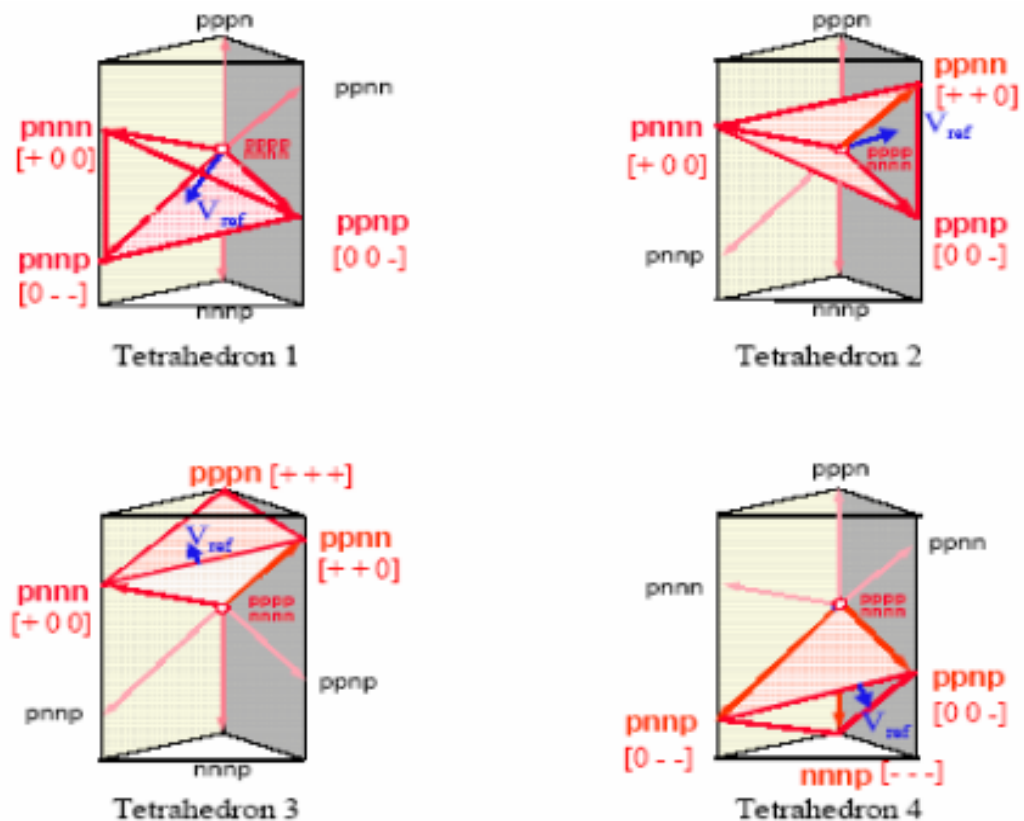 pppn
ppnn
pnnn
[+ 0 0]
pppp
nnnn
V ref
ppnp
[0 0 -]
pnnp
[0 - -]
nnnp
Tetrahedron 1
pppn
ppnn
[+ + 0]
pnnn
[+ 0 0]
V ref
pppp
nnnn
ppnp
[0 0 -]
pnnp
nnnp
Tetrahedron 2
pppn [+ + +]
V ref
ppnn
[+ + 0]
pnnn
[+ 0 0]
pppp
nnnn
ppnp
pnnp
nnnp
Tetrahedron 3
pppn
ppnn
pnnn
pppp
nnnn
ppnp
[0 0 -]
V ref
pnnp
[0 - -]
nnnp [- - -]
Tetrahedron 4